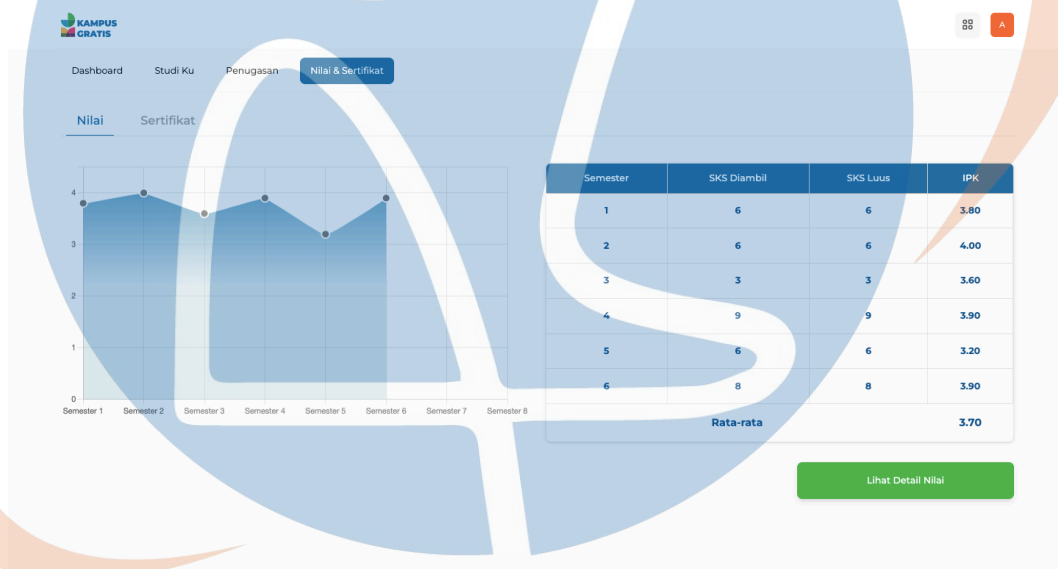 KAMPUS
GRATIS
A
Dashboard Studi Ku Penugasan Nilai & Sertifikat
Nilai Sertifikat
4
3
2
1
0
Semester 1 Semester 2 Semester 3 Semester 4 Semester 5 Semester 6 Semester 7 Semester 8
Semester SKS Diambil SKS Luus IPK
1 6 6 3.80
2 6 6 4.00
3 3 3 3.60
4 9 9 3.90
5 6 6 3.20
6 8 8 3.90
Rata-rata 3.70
Lihat Detail Nilai